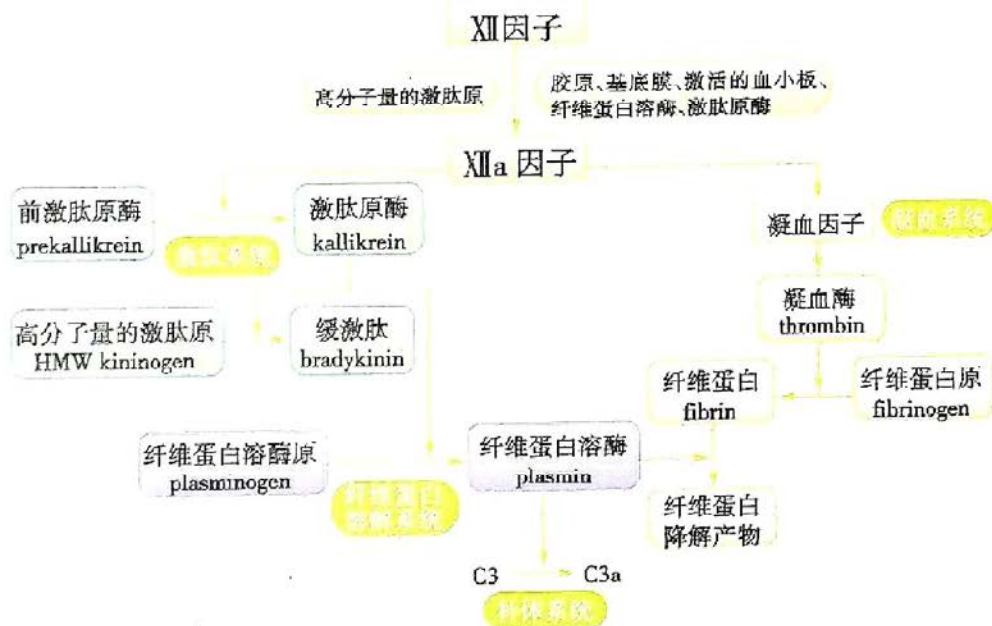 Ⅻ因子
高分子量的激肽原
胶原、基底膜、激活的血小板、
纤维蛋白溶酶、激肽原酶
Ⅻa 因子
前激肽原酶
prekallikrein
激肽系统
激肽原酶
kallikrein
凝血因子
凝血系统
高分子量的激肽原
HMW kininogen
缓激肽
bradykinin
凝血酶
thrombin
纤维蛋白
fibrin
纤维蛋白原
fibrinogen
纤维蛋白溶酶原
plasminogen
纤维蛋白
溶解系统
纤维蛋白溶酶
plasmin
纤维蛋白
降解产物
C3
C3a
补体系统